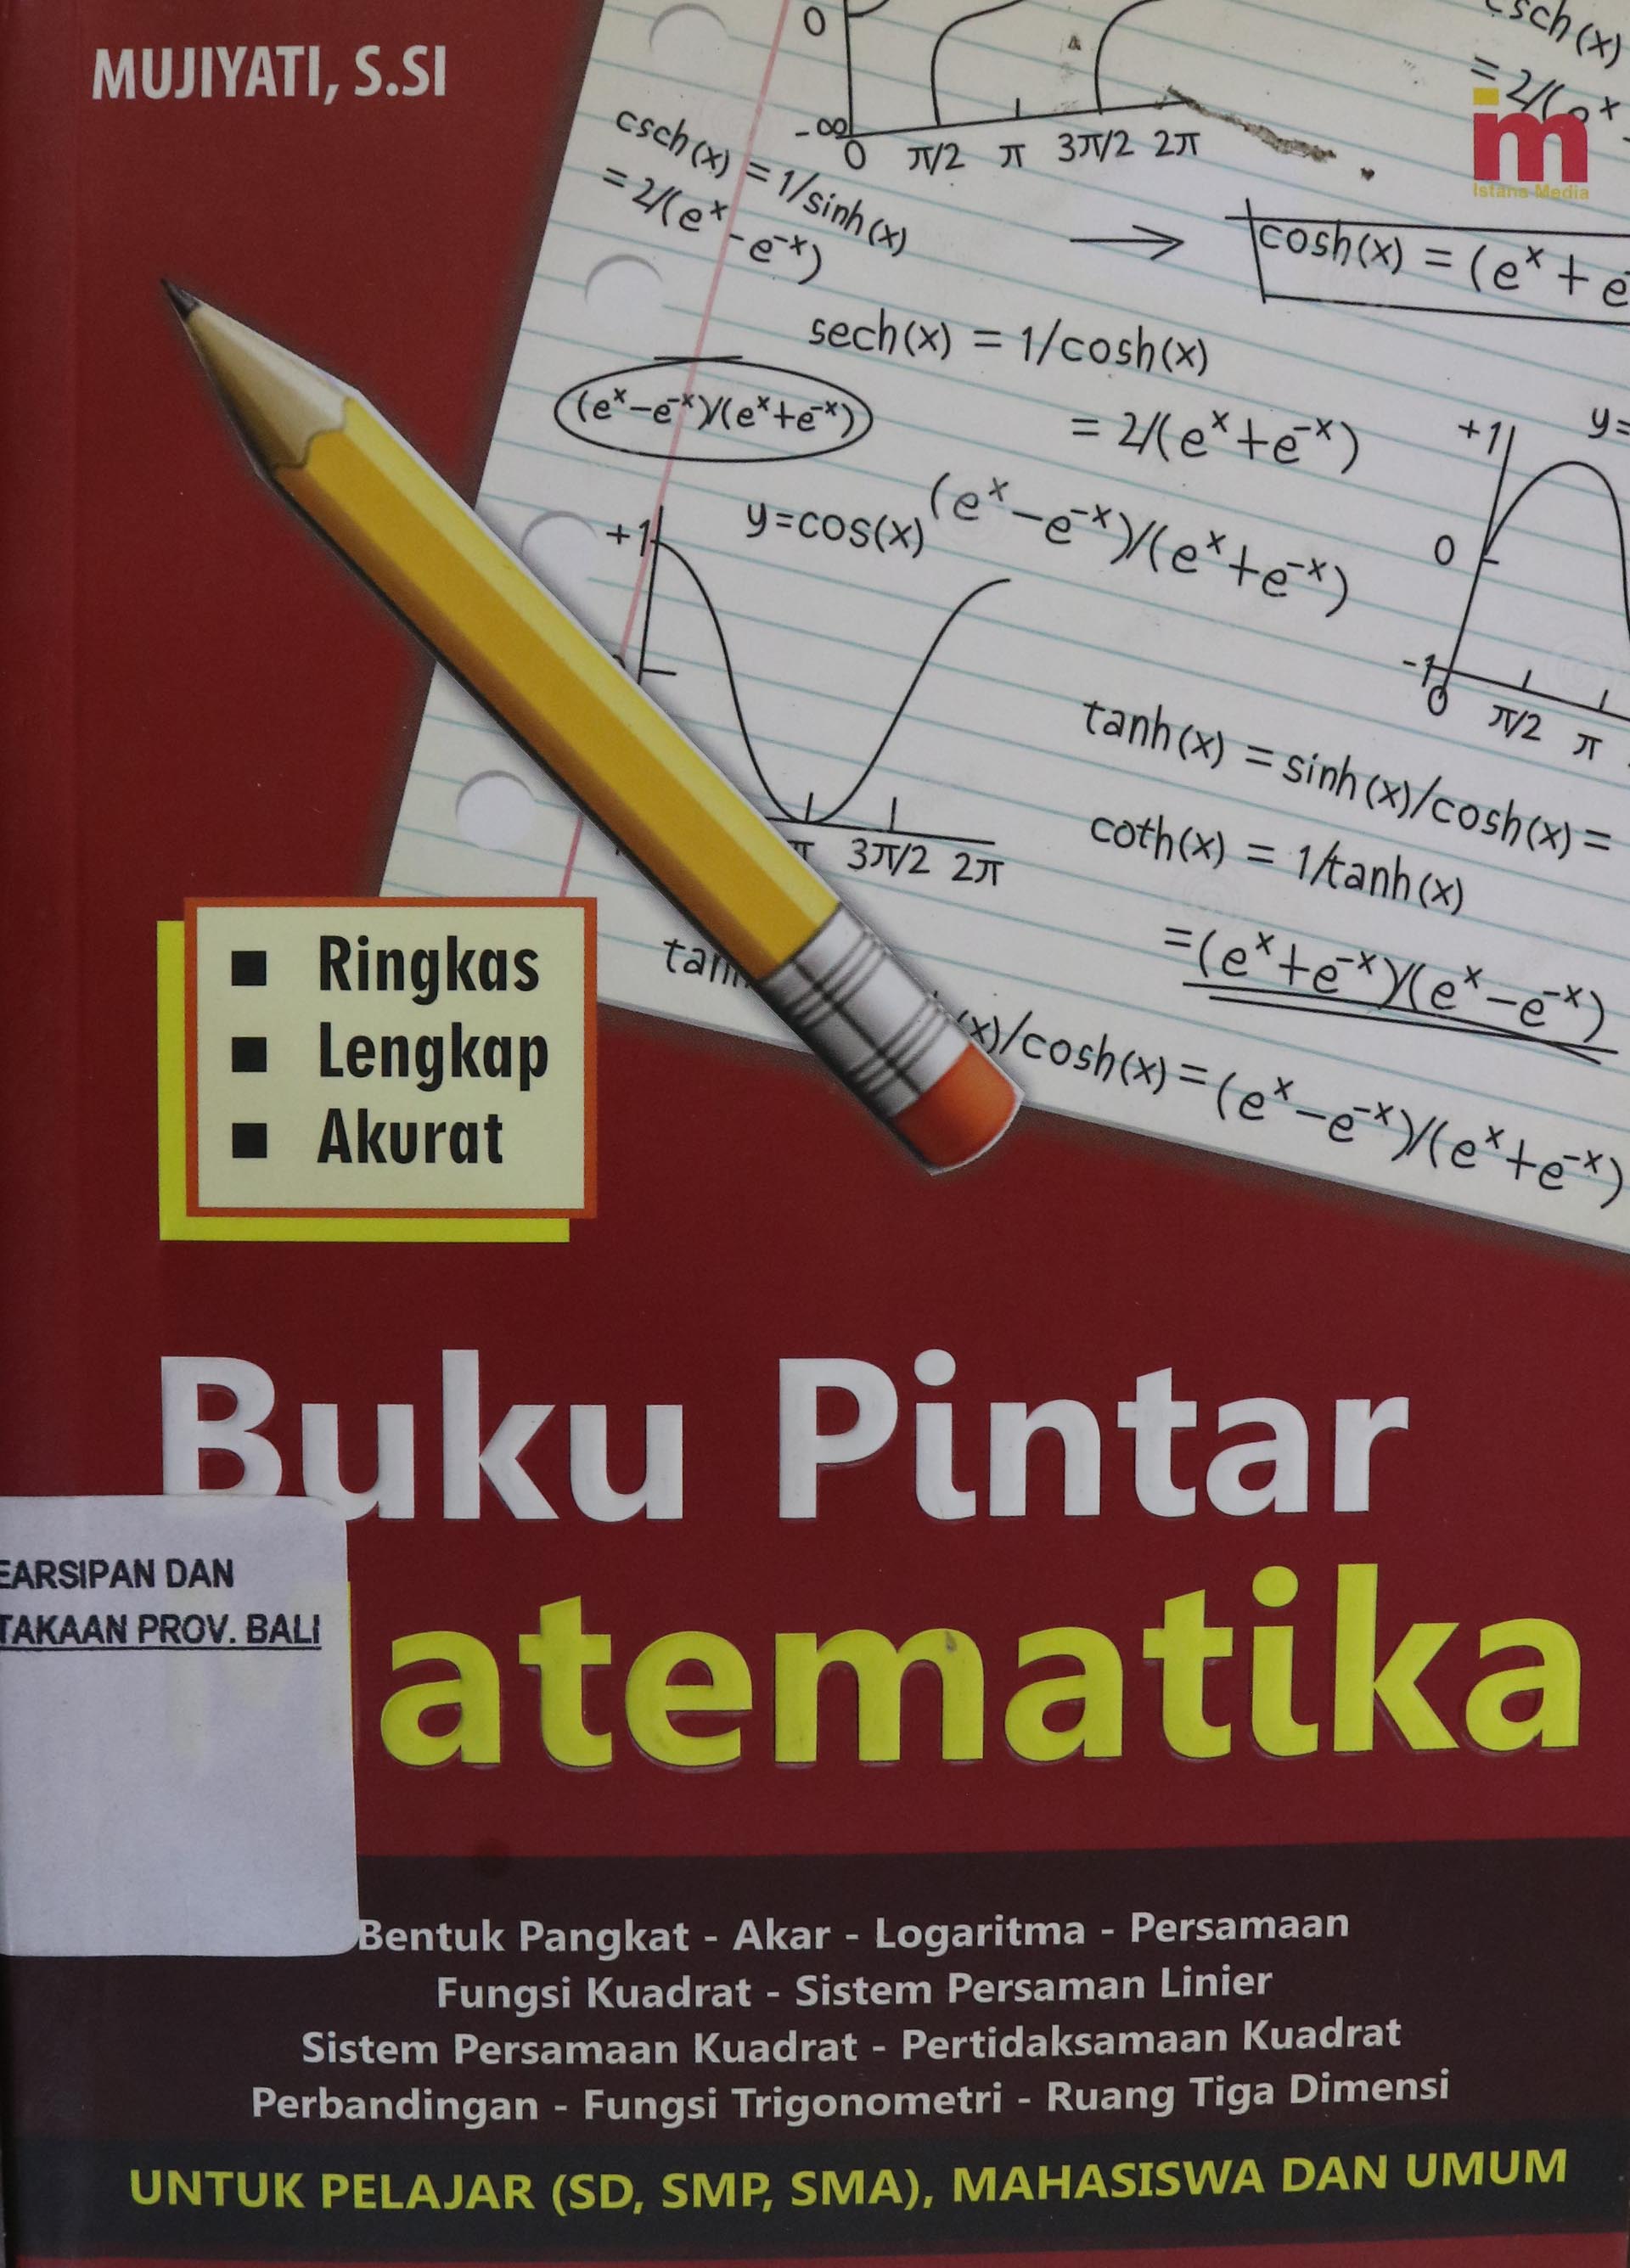 MUJIYATI, S.SI
im
Istana Media
csch(x)
= 2/(e^x
0
-∞
0 π/2 π 3π/2 2π
csch(x) = 1/sinh(x)
= 2/(e^x - e^-x)
→ cosh(x) = (e^x + e
sech(x) = 1/cosh(x)
= 2/(e^x+e^-x)
(e^x-e^-x)/(e^x+e^-x)
y=cos(x) (e^x-e^-x)/(e^x+e^-x)
+1
π 3π/2 2π
y=
+1
0
-1
0 π/2 π
tanh(x) = sinh(x)/cosh(x) =
coth(x) = 1/tanh(x)
=(e^x+e^-x)/(e^x-e^-x)
(x)/cosh(x) = (e^x-e^-x)/(e^x+e^-x)
▪ Ringkas
▪ Lengkap
▪ Akurat
Buku Pintar
Matematika
EARSIPAN DAN
TAKAAN PROV. BALI
Bentuk Pangkat - Akar - Logaritma - Persamaan
Fungsi Kuadrat - Sistem Persaman Linier
Sistem Persamaan Kuadrat - Pertidaksamaan Kuadrat
Perbandingan - Fungsi Trigonometri - Ruang Tiga Dimensi
UNTUK PELAJAR (SD, SMP, SMA), MAHASISWA DAN UMUM